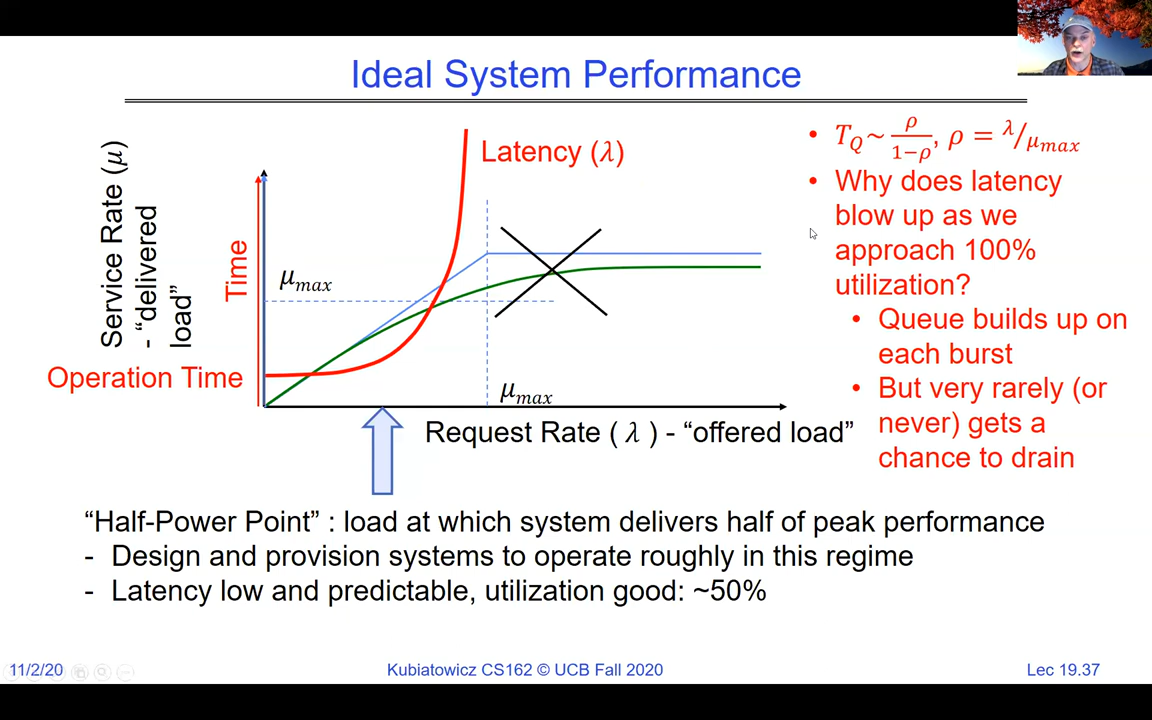 Ideal System Performance
Service Rate (μ)
- “delivered
load”
Time
Latency (λ)
μmax
Operation Time
μmax
Request Rate ( λ ) - “offered load”
• T_Q ~ ρ/(1−ρ), ρ = λ/μmax
• Why does latency
blow up as we
approach 100%
utilization?
• Queue builds up on
each burst
• But very rarely (or
never) gets a
chance to drain
“Half-Power Point” : load at which system delivers half of peak performance
- Design and provision systems to operate roughly in this regime
- Latency low and predictable, utilization good: ~50%
11/2/20
Kubiatowicz CS162 © UCB Fall 2020
Lec 19.37